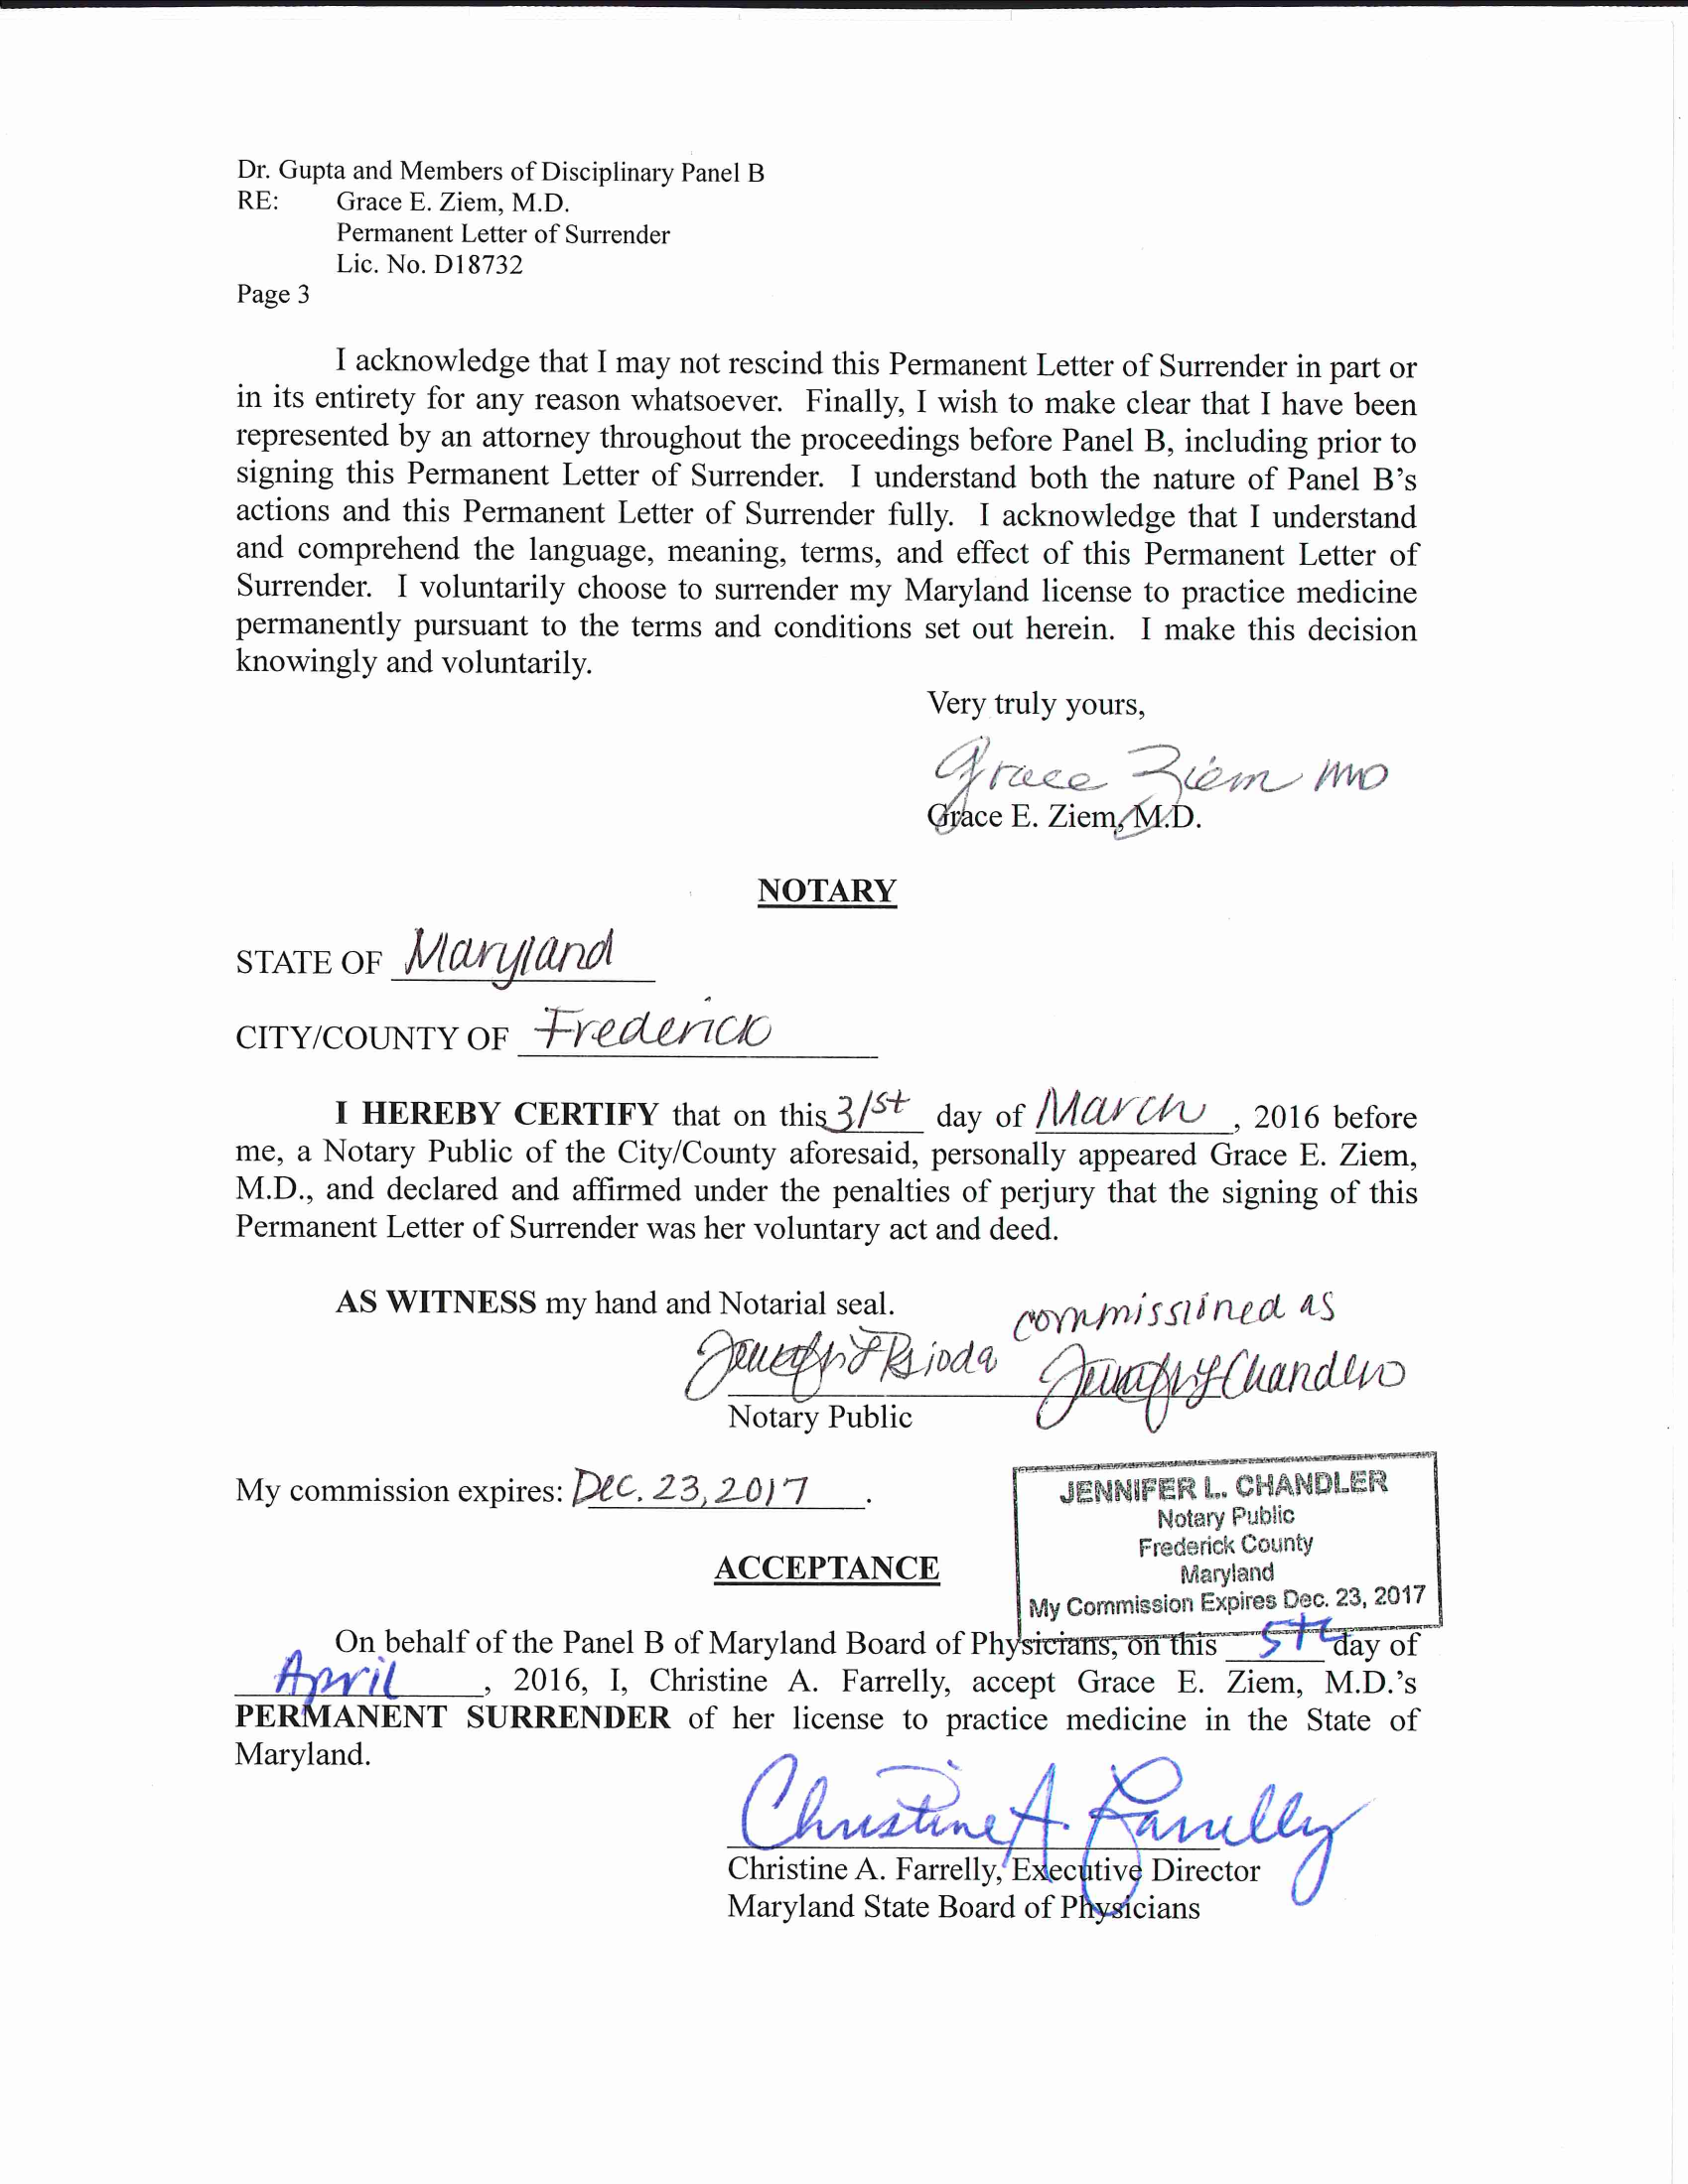 Dr. Gupta and Members of Disciplinary Panel B
RE: Grace E. Ziem, M.D.
Permanent Letter of Surrender
Lic. No. D18732
Page 3
I acknowledge that I may not rescind this Permanent Letter of Surrender in part or
in its entirety for any reason whatsoever. Finally, I wish to make clear that I have been
represented by an attorney throughout the proceedings before Panel B, including prior to
signing this Permanent Letter of Surrender. I understand both the nature of Panel B's
actions and this Permanent Letter of Surrender fully. I acknowledge that I understand
and comprehend the language, meaning, terms, and effect of this Permanent Letter of
Surrender. I voluntarily choose to surrender my Maryland license to practice medicine
permanently pursuant to the terms and conditions set out herein. I make this decision
knowingly and voluntarily.
Very truly yours,
Grace Ziem MD
Grace E. Ziem, M.D.
NOTARY
STATE OF Maryland
CITY/COUNTY OF Frederick
I HEREBY CERTIFY that on this 31st day of March, 2016 before
me, a Notary Public of the City/County aforesaid, personally appeared Grace E. Ziem,
M.D., and declared and affirmed under the penalties of perjury that the signing of this
Permanent Letter of Surrender was her voluntary act and deed.
AS WITNESS my hand and Notarial seal.
commissioned as
Jennifer L Chandler
Notary Public
My commission expires: Dec. 23, 2017.
JENNIFER L. CHANDLER
Notary Public
Frederick County
Maryland
My Commission Expires Dec. 23, 2017
ACCEPTANCE
On behalf of the Panel B of Maryland Board of Physicians, on this 5th day of
April, 2016, I, Christine A. Farrelly, accept Grace E. Ziem, M.D.'s
PERMANENT SURRENDER of her license to practice medicine in the State of
Maryland.
Christine A. Farrelly
Christine A. Farrelly, Executive Director
Maryland State Board of Physicians